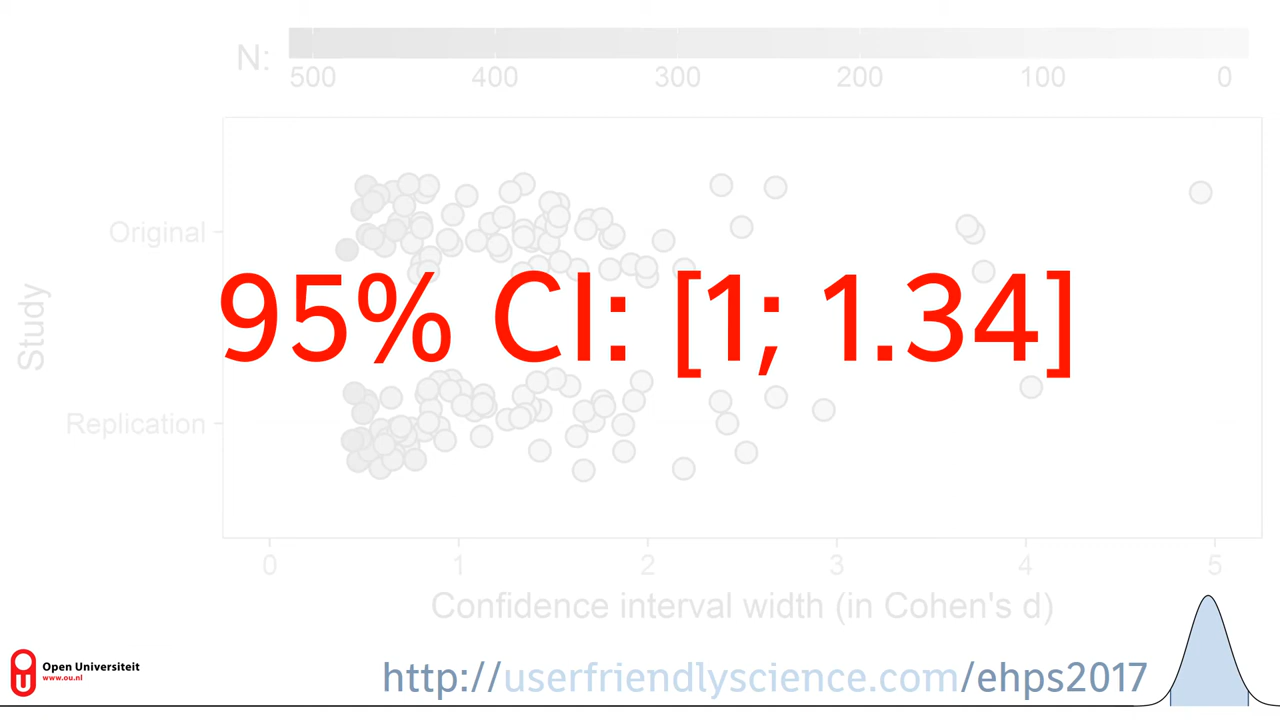 N:
500 400 300 200 100 0
Original
95% CI: [1; 1.34]
Study
Replication
0 1 2 3 4 5
Confidence interval width (in Cohen's d)
Open Universiteit
www.ou.nl
http://userfriendlyscience.com/ehps2017